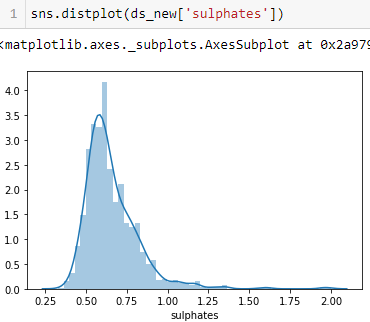 1 sns.distplot(ds_new['sulphates'])
<matplotlib.axes._subplots.AxesSubplot at 0x2a979
4.0
3.5
3.0
2.5
2.0
1.5
1.0
0.5
0.0
0.25 0.50 0.75 1.00 1.25 1.50 1.75 2.00
sulphates